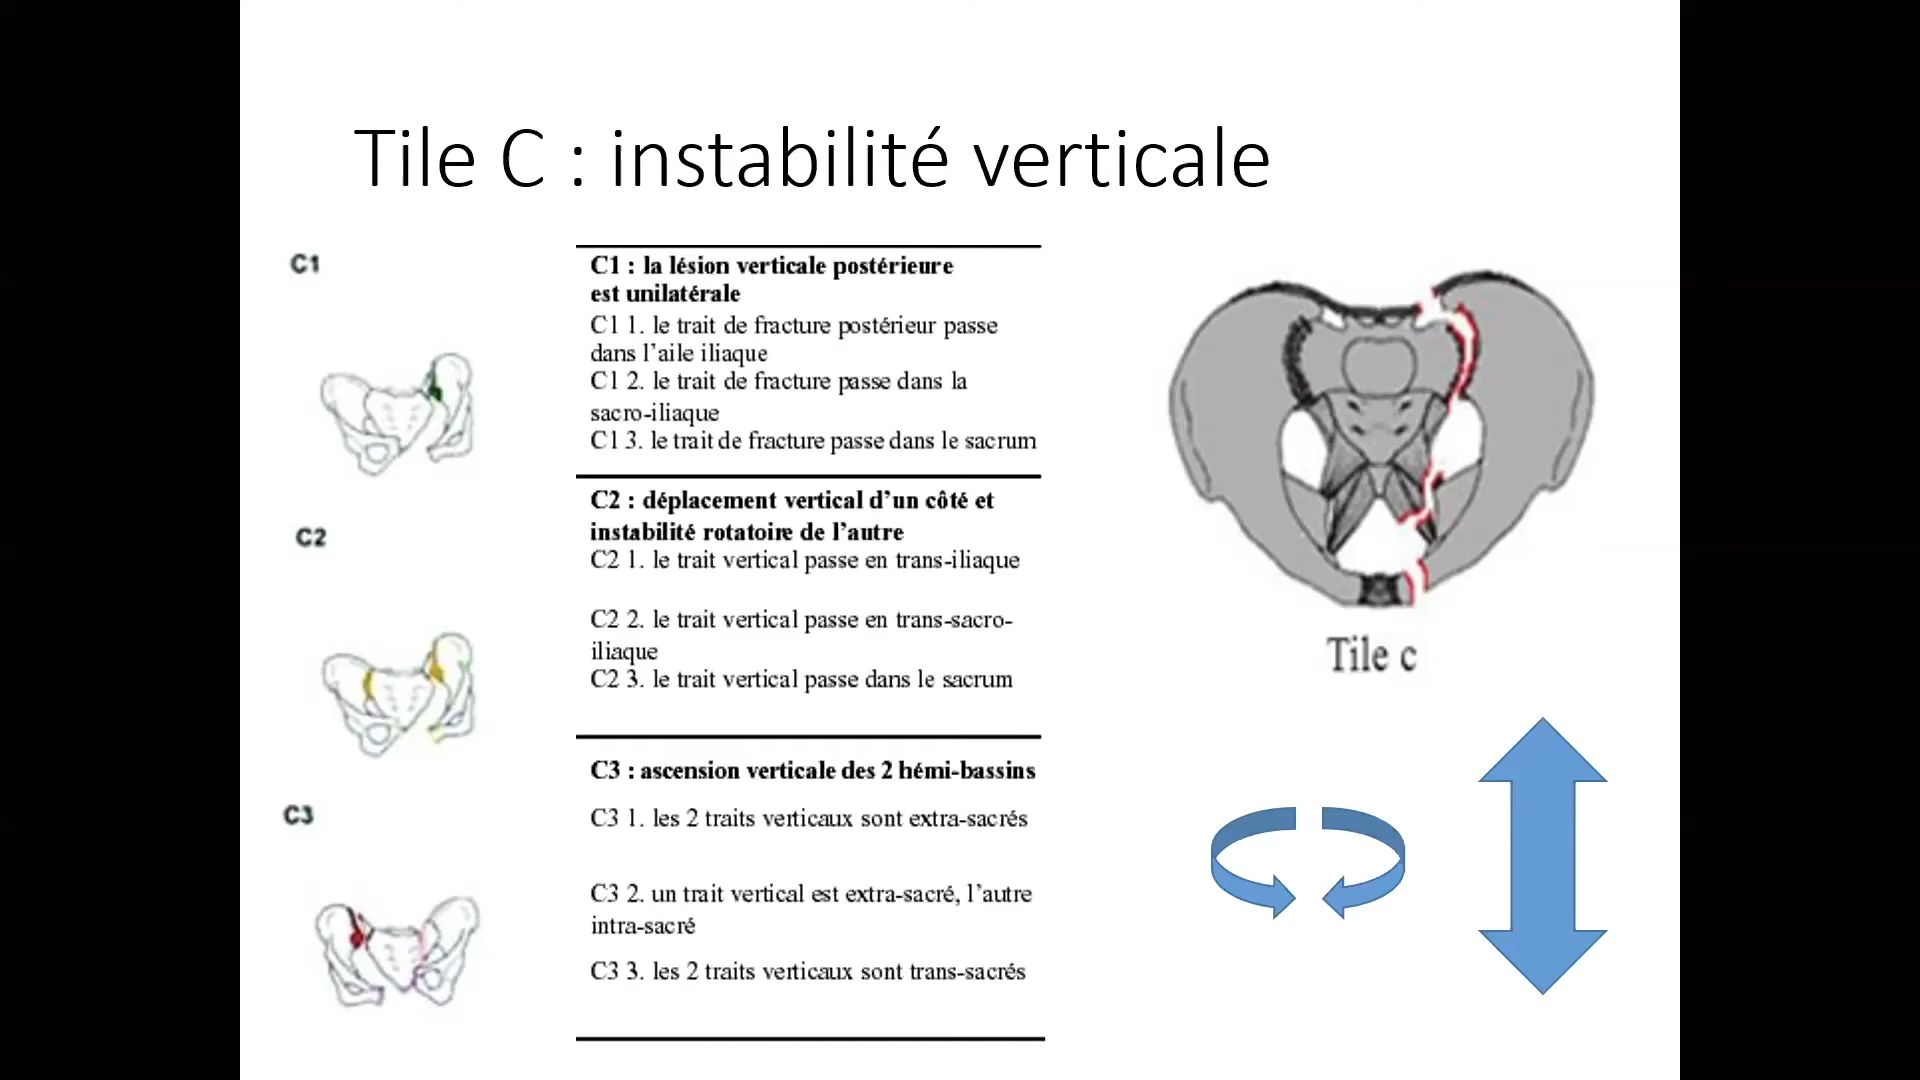 Tile C : instabilité verticale
C1
C1 : la lésion verticale postérieure
est unilatérale
C1 1. le trait de fracture postérieur passe
dans l’aile iliaque
C1 2. le trait de fracture passe dans la
sacro-iliaque
C1 3. le trait de fracture passe dans le sacrum
C2
C2 : déplacement vertical d’un côté et
instabilité rotatoire de l’autre
C2 1. le trait vertical passe en trans-iliaque
C2 2. le trait vertical passe en trans-sacro-
iliaque
C2 3. le trait vertical passe dans le sacrum
C3
C3 : ascension verticale des 2 hémi-bassins
C3 1. les 2 traits verticaux sont extra-sacrés
C3 2. un trait vertical est extra-sacré, l’autre
intra-sacré
C3 3. les 2 traits verticaux sont trans-sacrés
Tile c